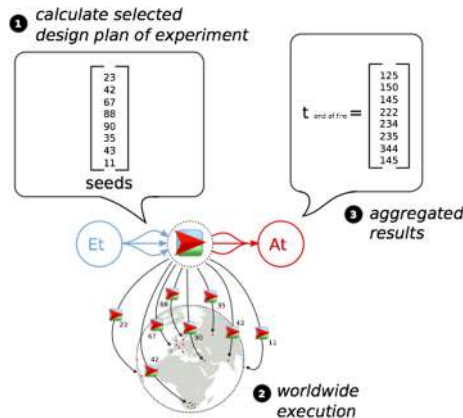 1 calculate selected
design plan of experiment
23
42
67
88
90
35
43
11
seeds
t end of fire =
125
150
145
222
234
235
344
145
3 aggregated
results
Et
At
88
35
23
67
90
43
11
42
2 worldwide
execution